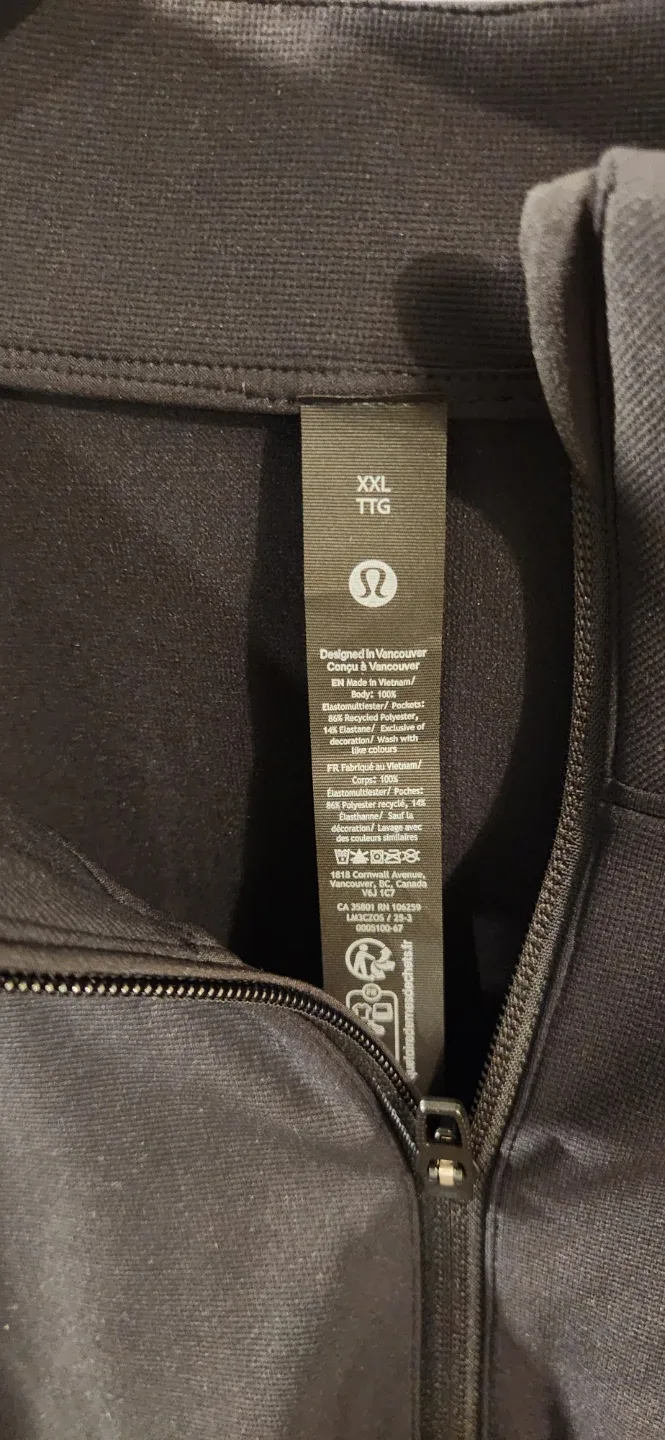 XXL
TTG
Designed in Vancouver
Conçu à Vancouver
EN Made in Vietnam/
Body: 100%
Elastomultiester/ Pockets:
86% Recycled Polyester,
14% Elastane/ Exclusive of
decoration/ Wash with
like colours
FR Fabriqué au Vietnam/
Corps: 100%
Élastomultiester/ Poches:
86% Polyester recyclé, 14%
Élasthanne/ Sauf la
décoration/ Lavage avec
des couleurs similaires
1818 Cornwall Avenue,
Vancouver, BC, Canada
V6J 1C7
CA 35801 RN 106259
LM3CZOS / 25-3
0005100-67
quefairedemesdechets.fr